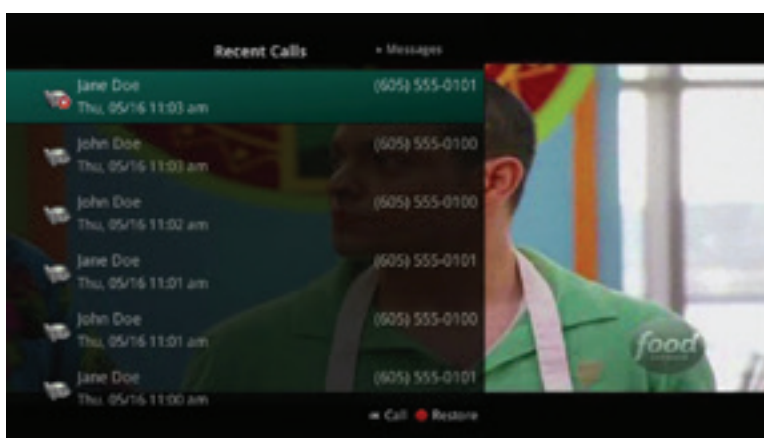 Recent Calls
Messages
Jane Doe (605) 555-0101
Thu, 05/16 11:03 am
John Doe (605) 555-0100
Thu, 05/16 11:03 am
John Doe (605) 555-0100
Thu, 05/16 11:02 am
Jane Doe (605) 555-0101
Thu, 05/16 11:01 am
John Doe (605) 555-0100
Thu, 05/16 11:01 am
Jane Doe (605) 555-0101
Thu, 05/16 11:00 am
food
Call Restore